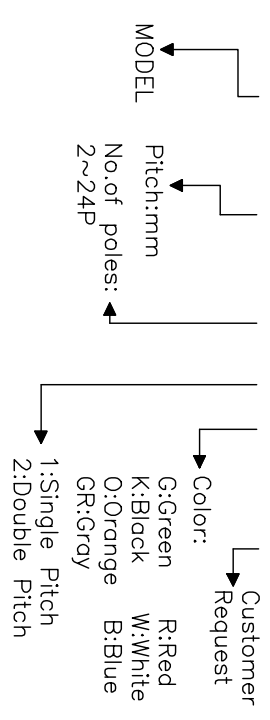 MODEL
Pitch:mm
No.of poles:
2~24P
1:Single Pitch
2:Double Pitch
Color:
G:Green R:Red
K:Black W:White
O:Orange B:Blue
GR:Gray
Customer
Request